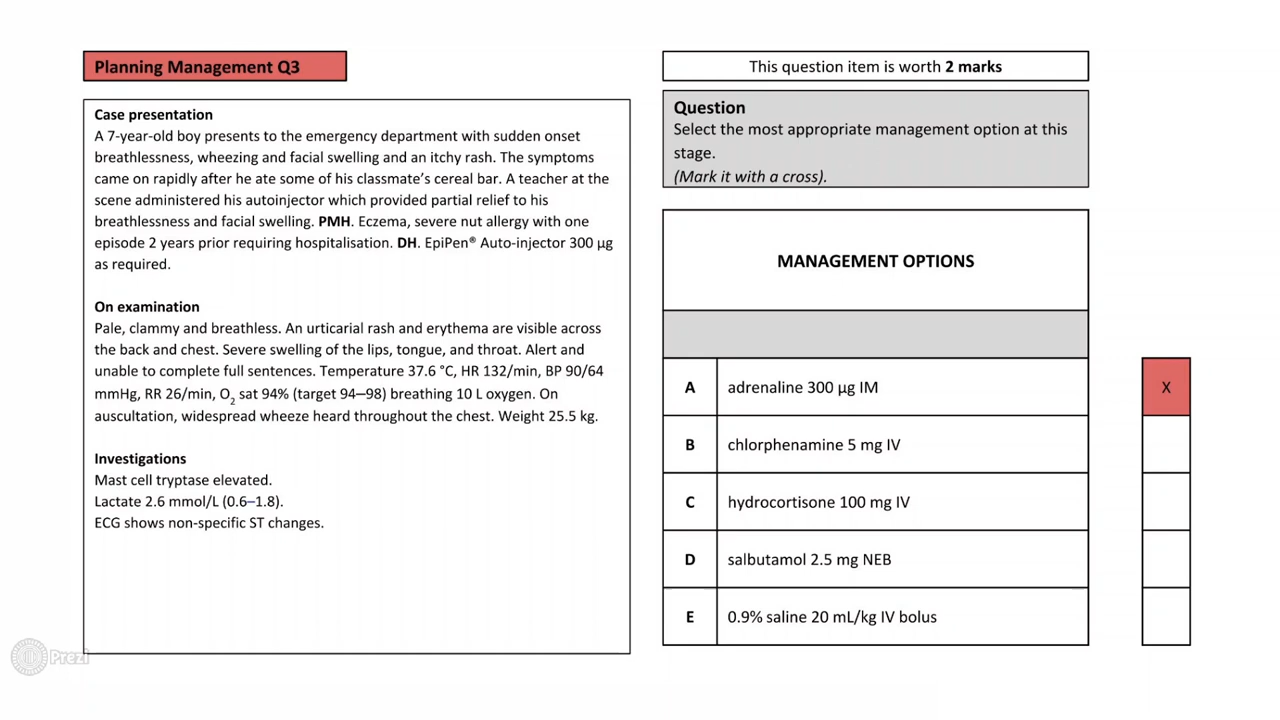 Planning Management Q3
Case presentation
A 7-year-old boy presents to the emergency department with sudden onset
breathlessness, wheezing and facial swelling and an itchy rash. The symptoms
came on rapidly after he ate some of his classmate's cereal bar. A teacher at the
scene administered his autoinjector which provided partial relief to his
breathlessness and facial swelling. PMH. Eczema, severe nut allergy with one
episode 2 years prior requiring hospitalisation. DH. EpiPen® Auto-injector 300 µg
as required.
On examination
Pale, clammy and breathless. An urticarial rash and erythema are visible across
the back and chest. Severe swelling of the lips, tongue, and throat. Alert and
unable to complete full sentences. Temperature 37.6 °C, HR 132/min, BP 90/64
mmHg, RR 26/min, O₂ sat 94% (target 94–98) breathing 10 L oxygen. On
auscultation, widespread wheeze heard throughout the chest. Weight 25.5 kg.
Investigations
Mast cell tryptase elevated.
Lactate 2.6 mmol/L (0.6–1.8).
ECG shows non-specific ST changes.
This question item is worth 2 marks
Question
Select the most appropriate management option at this
stage.
(Mark it with a cross).
MANAGEMENT OPTIONS
A adrenaline 300 µg IM X
B chlorphenamine 5 mg IV
C hydrocortisone 100 mg IV
D salbutamol 2.5 mg NEB
E 0.9% saline 20 mL/kg IV bolus
Prezi